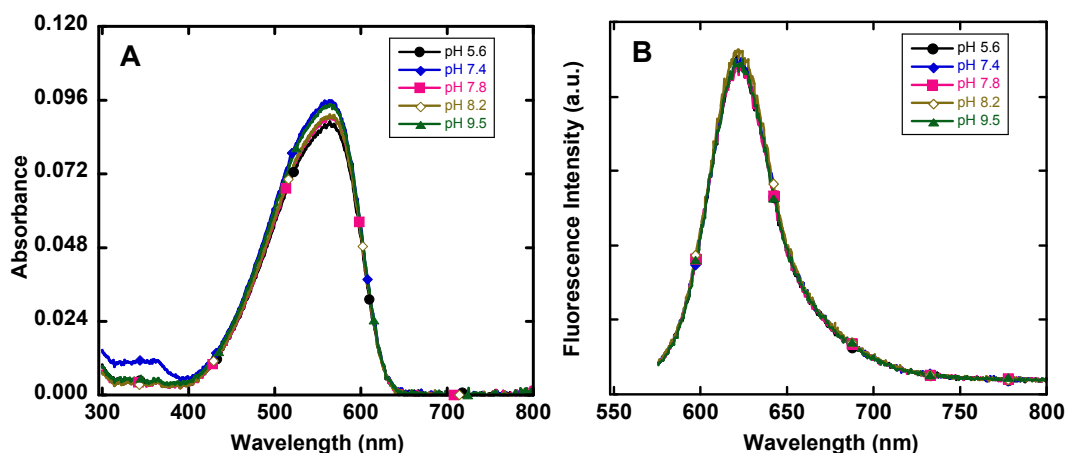 A
pH 5.6
pH 7.4
pH 7.8
pH 8.2
pH 9.5
0.120
0.096
0.072
0.048
0.024
0.000
Absorbance
300 400 500 600 700 800
Wavelength (nm)
B
pH 5.6
pH 7.4
pH 7.8
pH 8.2
pH 9.5
Fluorescence Intensity (a.u.)
550 600 650 700 750 800
Wavelength (nm)